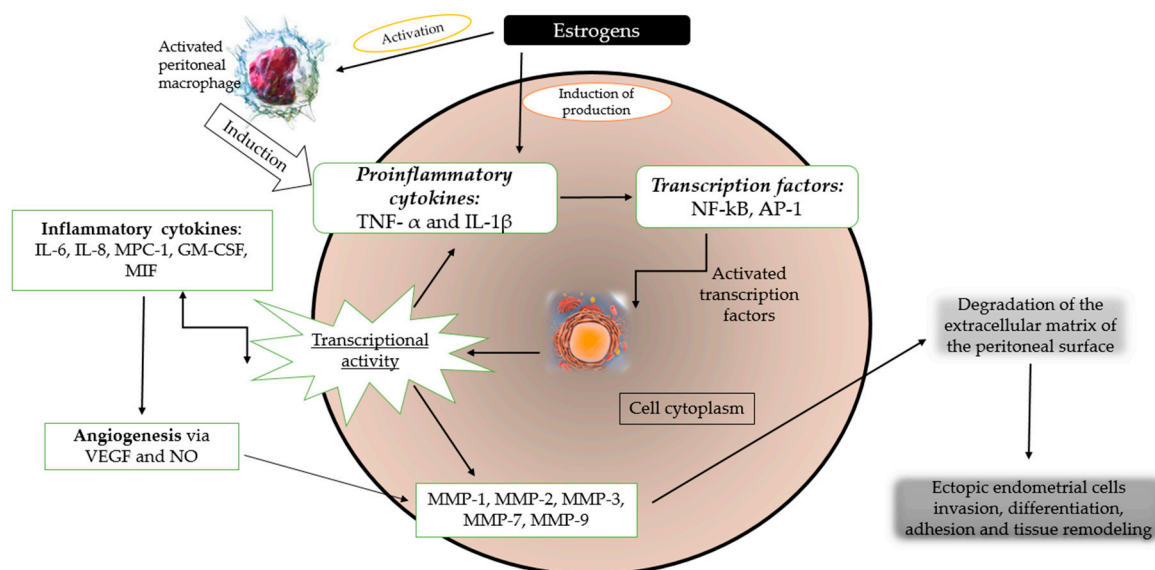 Estrogens
Activation
Activated
peritoneal
macrophage
Induction of
production
Induction
Proinflammatory
cytokines:
TNF- α and IL-1β
Transcription factors:
NF-kB, AP-1
Inflammatory cytokines:
IL-6, IL-8, MPC-1, GM-CSF,
MIF
Activated
transcription
factors
Transcriptional
activity
Degradation of the
extracellular matrix of
the peritoneal surface
Cell cytoplasm
Angiogenesis via
VEGF and NO
MMP-1, MMP-2, MMP-3,
MMP-7, MMP-9
Ectopic endometrial cells
invasion, differentiation,
adhesion and tissue remodeling